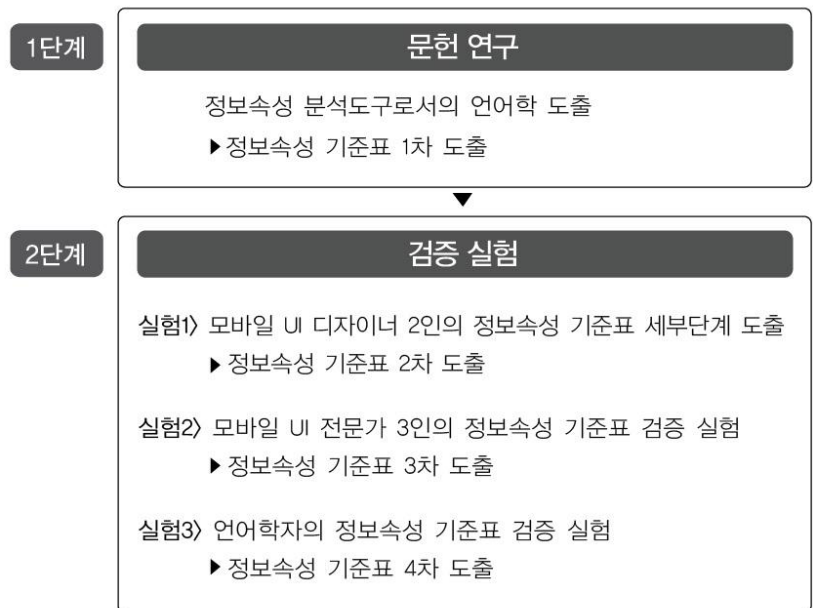 1단계
문헌 연구
정보속성 분석도구로서의 언어학 도출
▶정보속성 기준표 1차 도출
2단계
검증 실험
실험1〉 모바일 UI 디자이너 2인의 정보속성 기준표 세부단계 도출
▶정보속성 기준표 2차 도출
실험2〉 모바일 UI 전문가 3인의 정보속성 기준표 검증 실험
▶정보속성 기준표 3차 도출
실험3〉 언어학자의 정보속성 기준표 검증 실험
▶정보속성 기준표 4차 도출